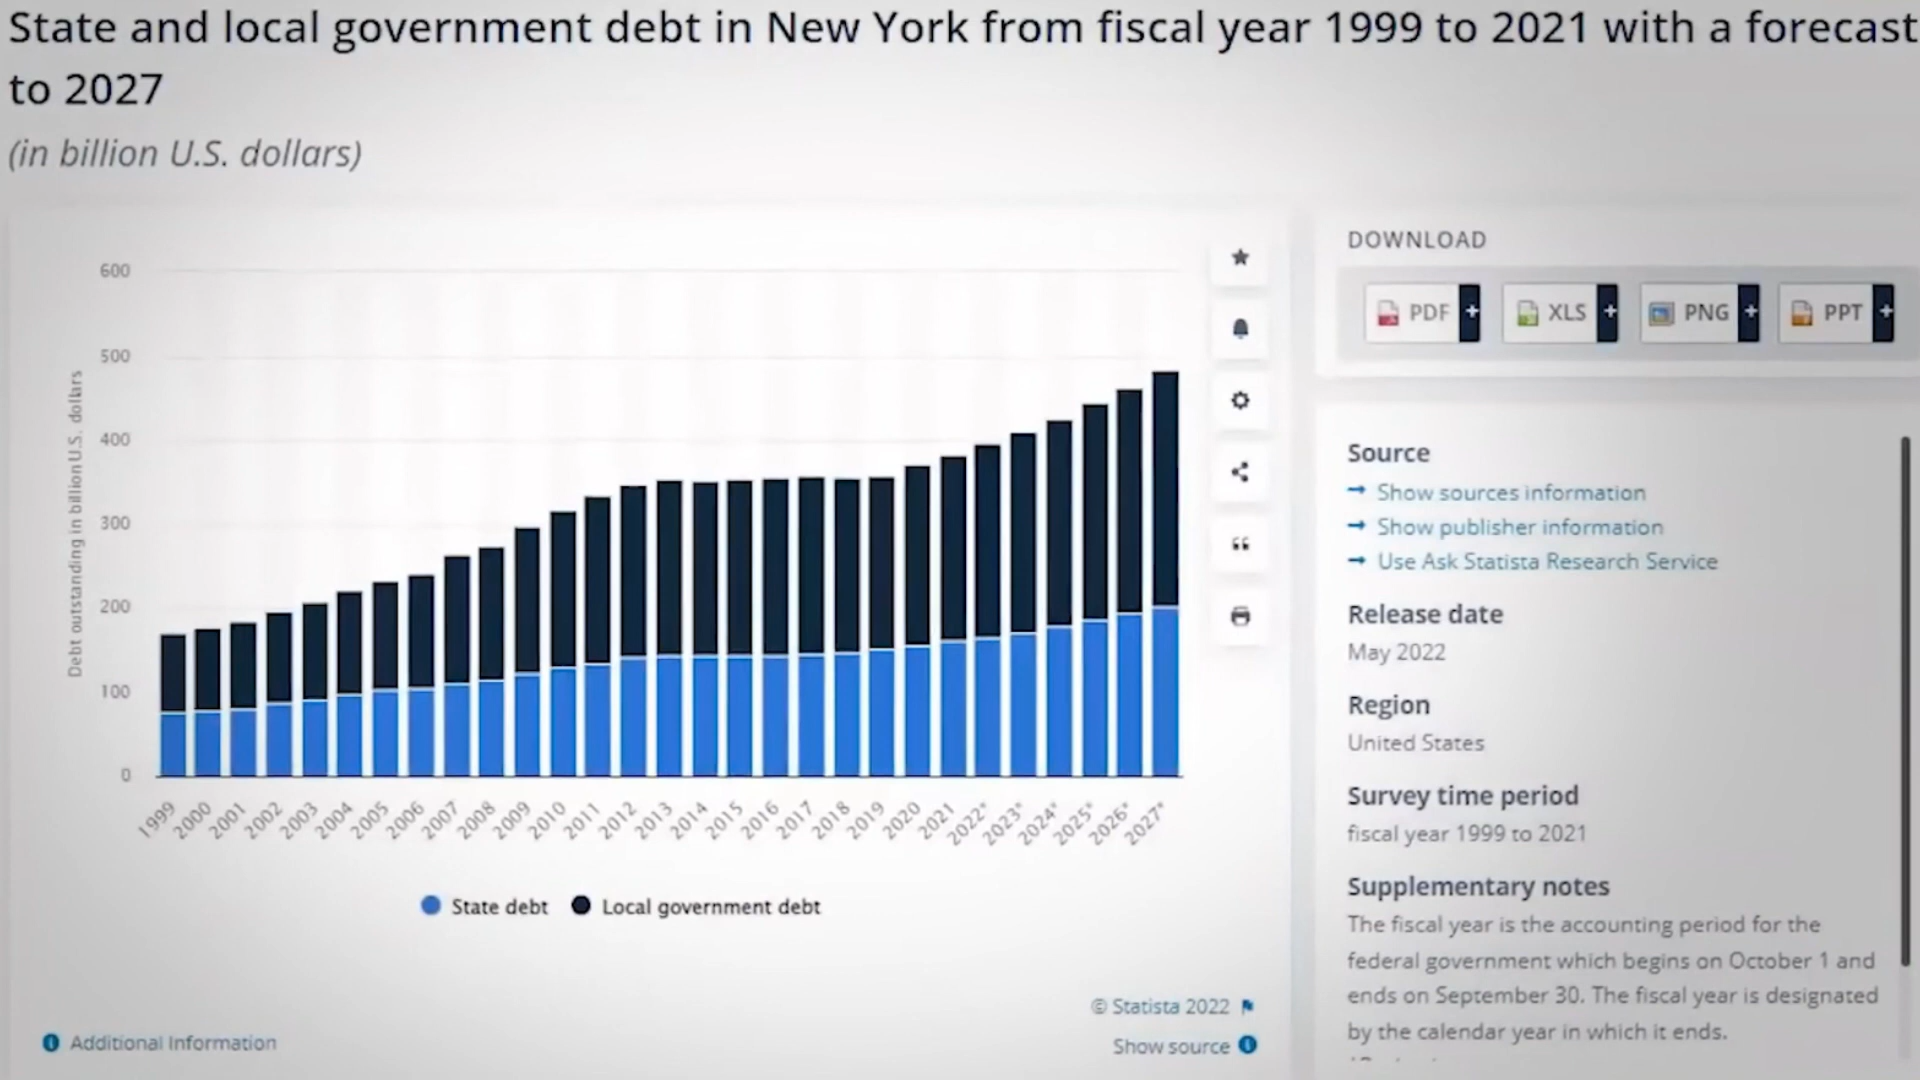 State and local government debt in New York from fiscal year 1999 to 2021 with a forecast
to 2027
(in billion U.S. dollars)
DOWNLOAD
PDF +
XLS +
PNG +
PPT +
Debt outstanding in billion U.S. dollars
600
500
400
300
200
100
0
1999 2000 2001 2002 2003 2004 2005 2006 2007 2008 2009 2010 2011 2012 2013 2014 2015 2016 2017 2018 2019 2020 2021 2022* 2023* 2024* 2025* 2026* 2027*
State debt Local government debt
© Statista 2022
Additional Information
Show source
Source
Show sources information
Show publisher information
Use Ask Statista Research Service
Release date
May 2022
Region
United States
Survey time period
fiscal year 1999 to 2021
Supplementary notes
The fiscal year is the accounting period for the
federal government which begins on October 1 and
ends on September 30. The fiscal year is designated
by the calendar year in which it ends.